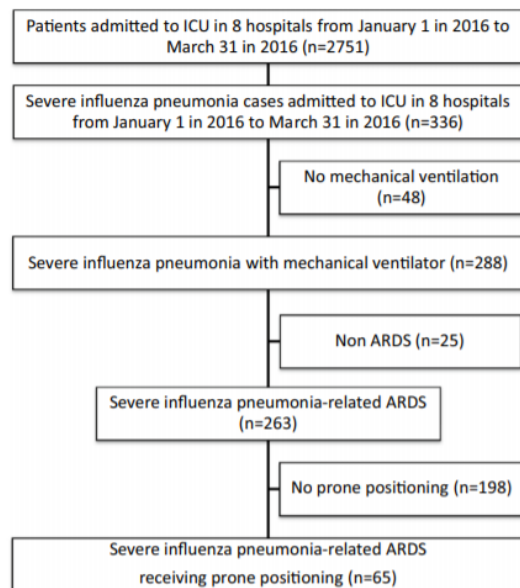 Patients admitted to ICU in 8 hospitals from January 1 in 2016 to
March 31 in 2016 (n=2751)
Severe influenza pneumonia cases admitted to ICU in 8 hospitals
from January 1 in 2016 to March 31 in 2016 (n=336)
No mechanical ventilation
(n=48)
Severe influenza pneumonia with mechanical ventilator (n=288)
Non ARDS (n=25)
Severe influenza pneumonia-related ARDS
(n=263)
No prone positioning (n=198)
Severe influenza pneumonia-related ARDS
receiving prone positioning (n=65)